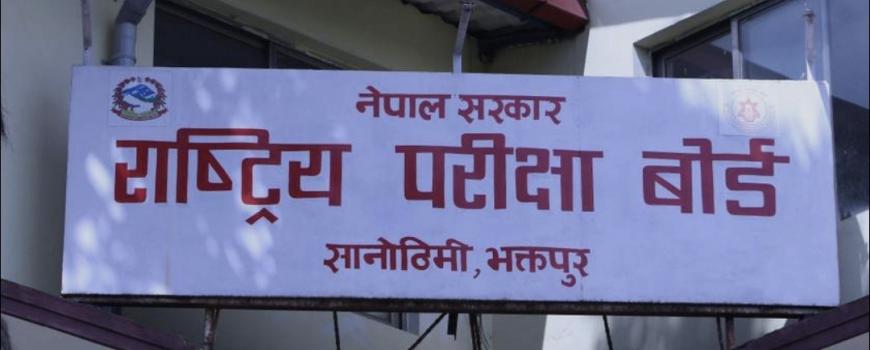 नेपाल सरकार
राष्ट्रिय परीक्षा बोर्ड
सानोठिमी, भक्तपुर